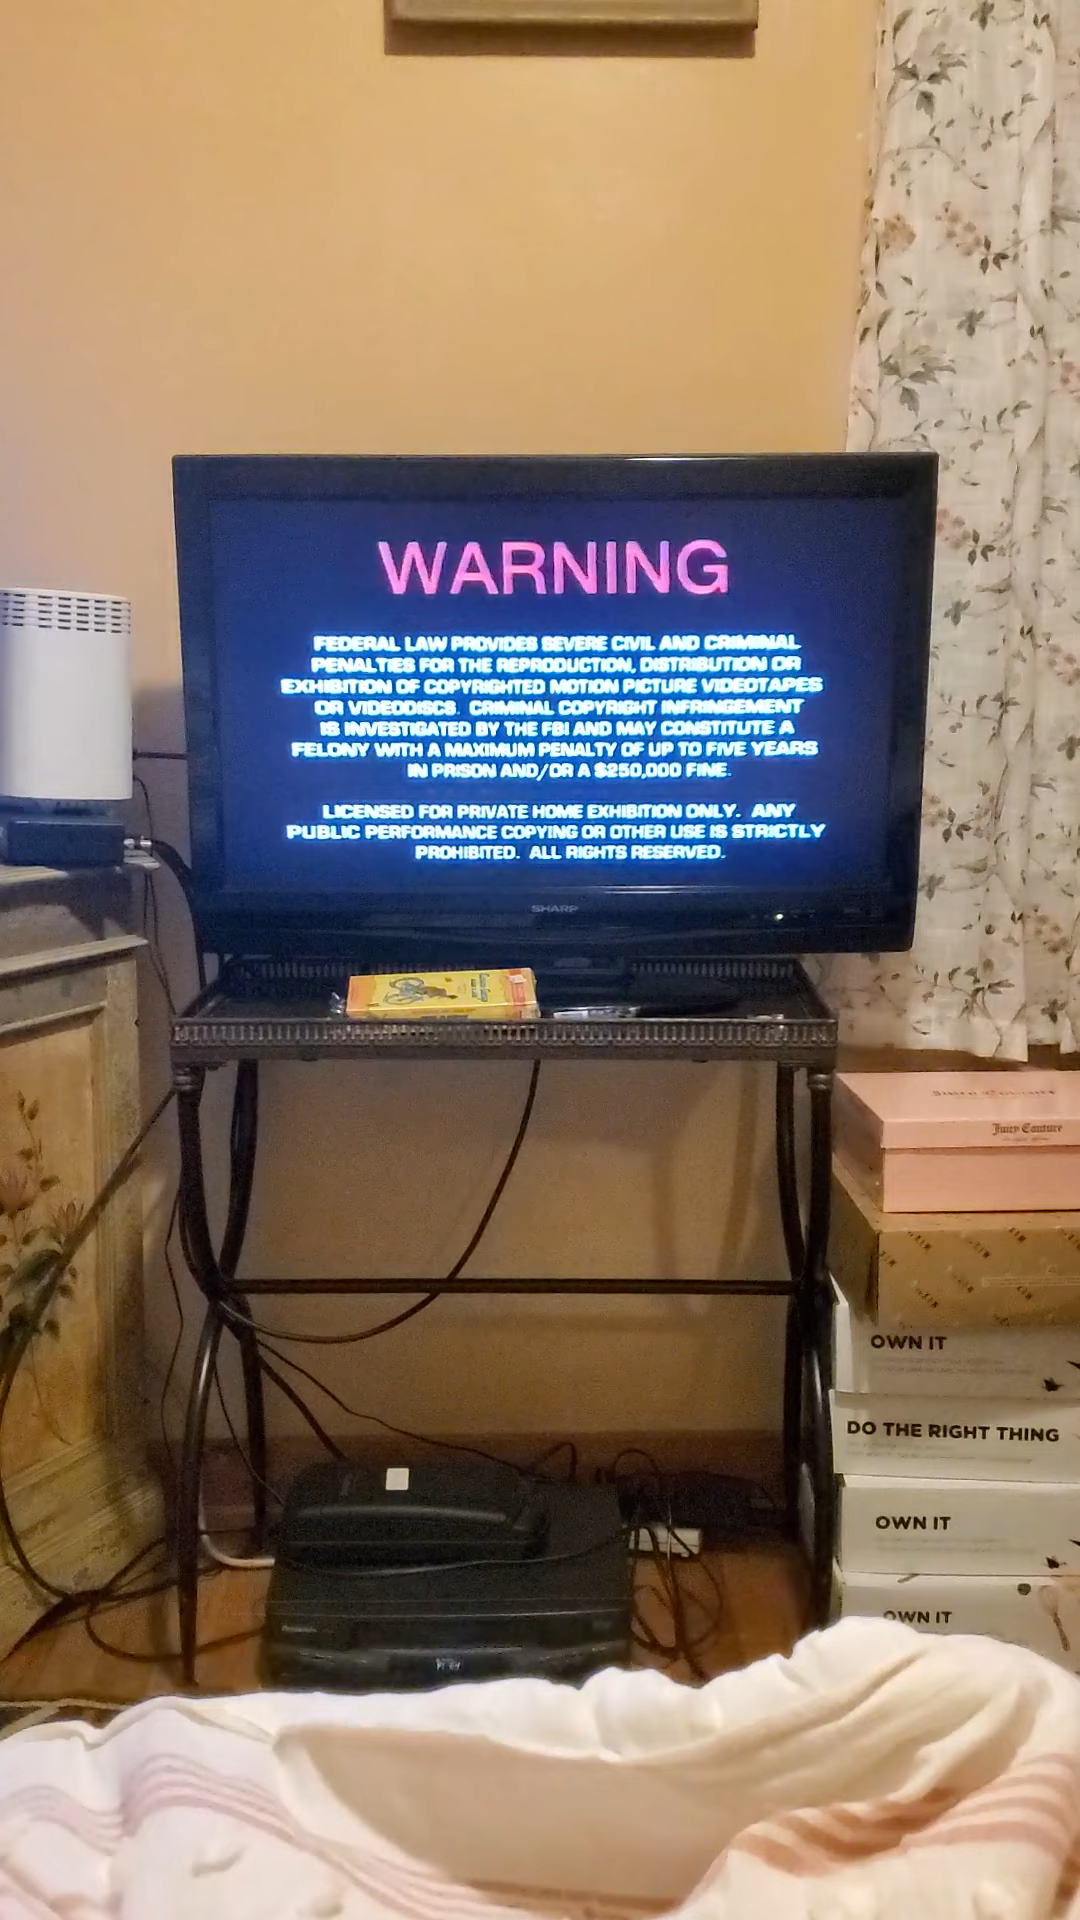 WARNING
FEDERAL LAW PROVIDES SEVERE CIVIL AND CRIMINAL
PENALTIES FOR THE REPRODUCTION, DISTRIBUTION OR
EXHIBITION OF COPYRIGHTED MOTION PICTURE VIDEOTAPES
OR VIDEODISCS. CRIMINAL COPYRIGHT INFRINGEMENT
IS INVESTIGATED BY THE FBI AND MAY CONSTITUTE A
FELONY WITH A MAXIMUM PENALTY OF UP TO FIVE YEARS
IN PRISON AND/OR A $250,000 FINE.
LICENSED FOR PRIVATE HOME EXHIBITION ONLY. ANY
PUBLIC PERFORMANCE COPYING OR OTHER USE IS STRICTLY
PROHIBITED. ALL RIGHTS RESERVED.
SHARP
Juicy Couture
Juicy Couture
OWN IT
DO THE RIGHT THING
OWN IT
OWN IT